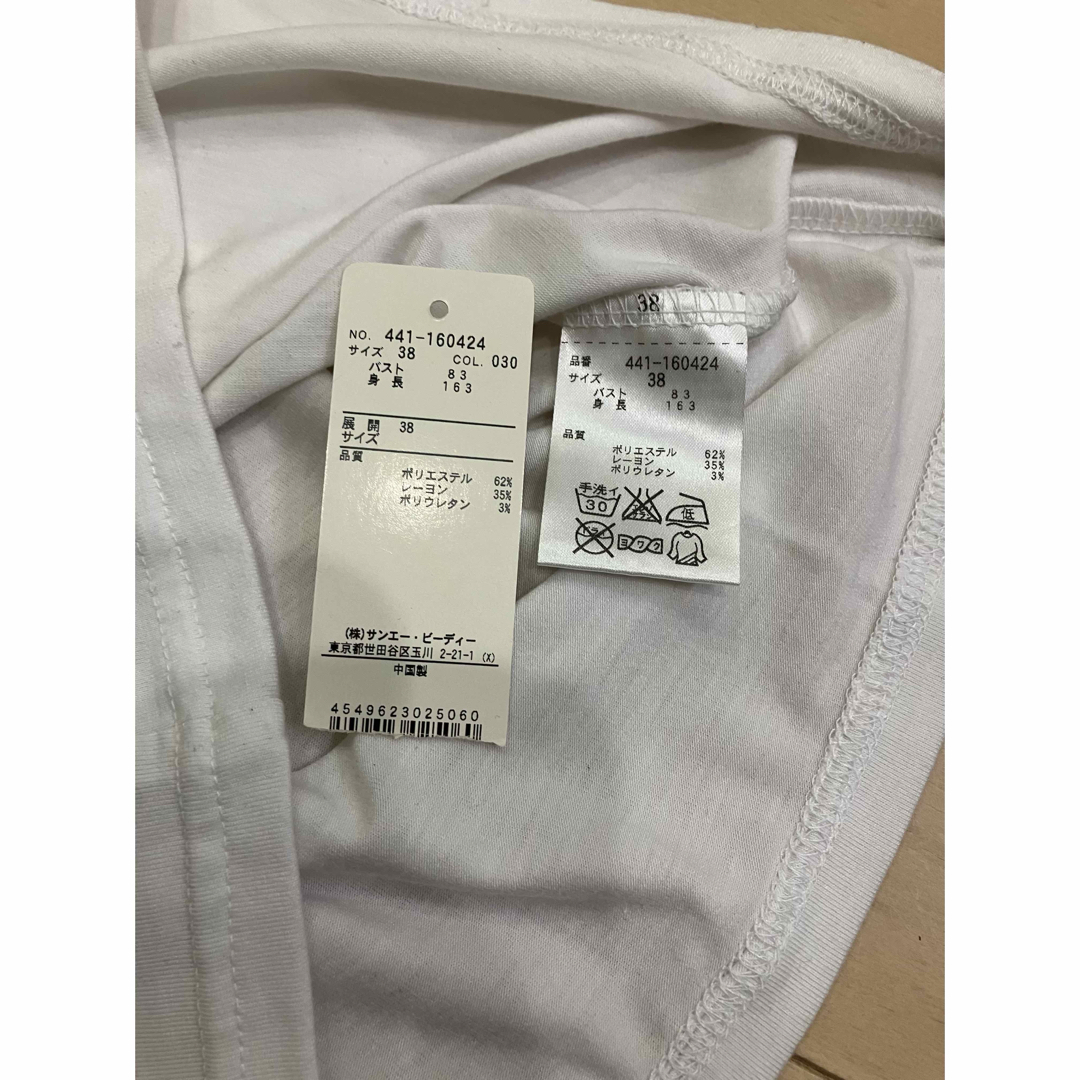 NO. 441-160424
サイズ 38 COL. 030
バスト 83
身長 163
展開 38
サイズ
品質
ポリエステル 62%
レーヨン 35%
ポリウレタン 3%
(株)サンエー・ビーディー
東京都世田谷区玉川 2-21-1 (X)
中国製
4549623025060
38
品番 441-160424
サイズ 38
バスト 83
身長 163
品質
ポリエステル 62%
レーヨン 35%
ポリウレタン 3%
手洗イ
30
低
ドライ
ヨワク